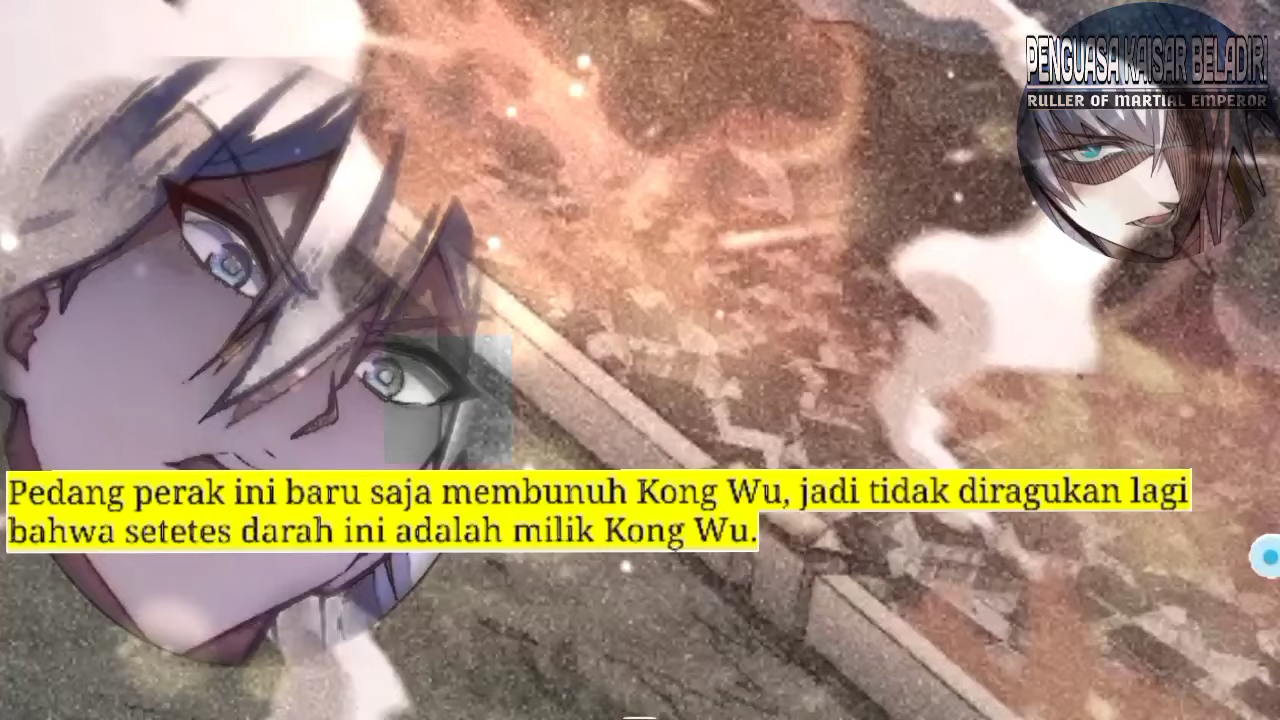 PENGUASA KAISAR BELADIRI
RULLER OF MARTIAL EMPEROR
Pedang perak ini baru saja membunuh Kong Wu, jadi tidak diragukan lagi
bahwa setetes darah ini adalah milik Kong Wu.